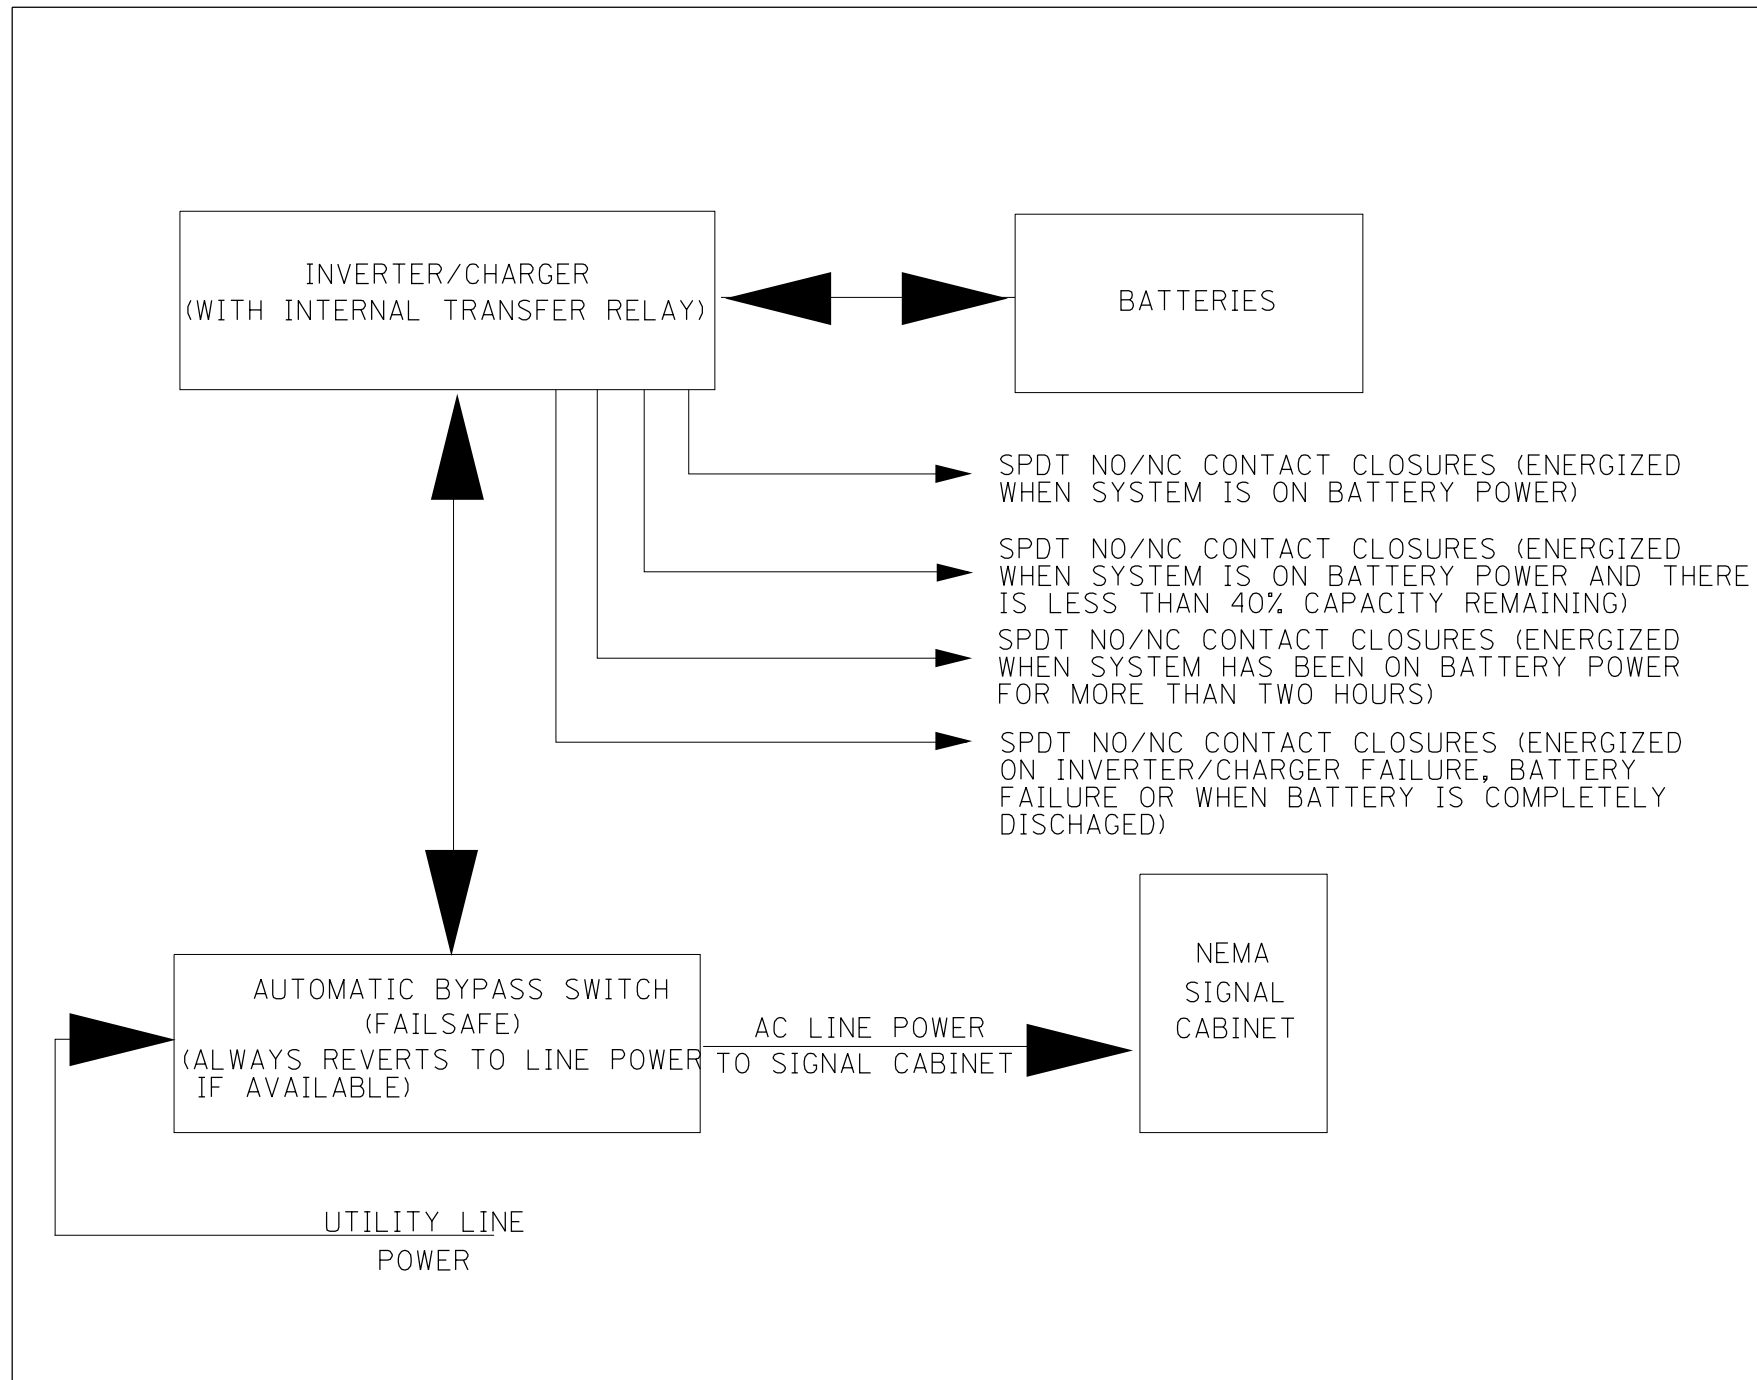 INVERTER/CHARGER
(WITH INTERNAL TRANSFER RELAY)
BATTERIES
SPDT NO/NC CONTACT CLOSURES (ENERGIZED
WHEN SYSTEM IS ON BATTERY POWER)
SPDT NO/NC CONTACT CLOSURES (ENERGIZED
WHEN SYSTEM IS ON BATTERY POWER AND THERE
IS LESS THAN 40% CAPACITY REMAINING)
SPDT NO/NC CONTACT CLOSURES (ENERGIZED
WHEN SYSTEM HAS BEEN ON BATTERY POWER
FOR MORE THAN TWO HOURS)
SPDT NO/NC CONTACT CLOSURES (ENERGIZED
ON INVERTER/CHARGER FAILURE, BATTERY
FAILURE OR WHEN BATTERY IS COMPLETELY
DISCHAGED)
AUTOMATIC BYPASS SWITCH
(FAILSAFE)
(ALWAYS REVERTS TO LINE POWER
IF AVAILABLE)
AC LINE POWER
TO SIGNAL CABINET
NEMA
SIGNAL
CABINET
UTILITY LINE
POWER